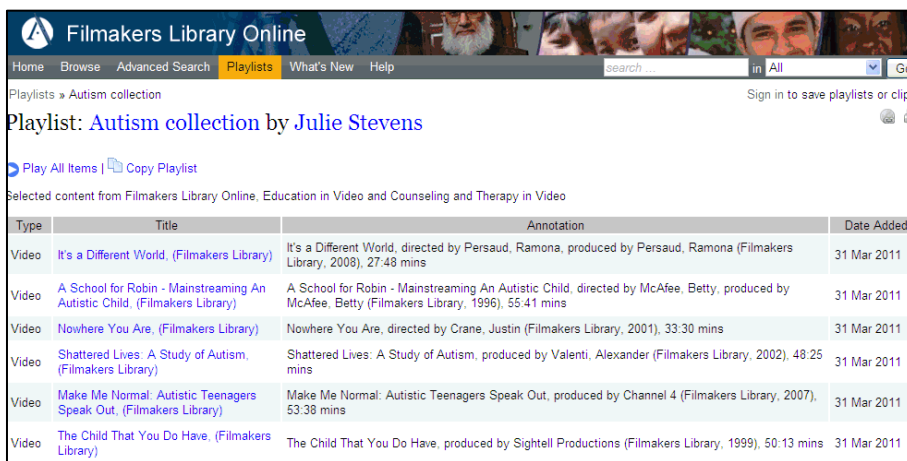 Filmakers Library Online
Home Browse Advanced Search Playlists What's New Help search ... in All Go
Playlists » Autism collection Sign in to save playlists or clip
Playlist: Autism collection by Julie Stevens
Play All Items | Copy Playlist
Selected content from Filmakers Library Online, Education in Video and Counseling and Therapy in Video
Type Title Annotation Date Added
Video It's a Different World, (Filmakers Library) It's a Different World, directed by Persaud, Ramona, produced by Persaud, Ramona (Filmakers
Library, 2008), 27:48 mins 31 Mar 2011
Video A School for Robin - Mainstreaming An
Autistic Child, (Filmakers Library) A School for Robin - Mainstreaming An Autistic Child, directed by McAfee, Betty, produced by
McAfee, Betty (Filmakers Library, 1996), 55:41 mins 31 Mar 2011
Video Nowhere You Are, (Filmakers Library) Nowhere You Are, directed by Crane, Justin (Filmakers Library, 2001), 33:30 mins 31 Mar 2011
Video Shattered Lives: A Study of Autism,
(Filmakers Library) Shattered Lives: A Study of Autism, produced by Valenti, Alexander (Filmakers Library, 2002), 48:25
mins 31 Mar 2011
Video Make Me Normal: Autistic Teenagers
Speak Out, (Filmakers Library) Make Me Normal: Autistic Teenagers Speak Out, produced by Channel 4 (Filmakers Library, 2007),
53:38 mins 31 Mar 2011
Video The Child That You Do Have, (Filmakers
Library) The Child That You Do Have, produced by Sightell Productions (Filmakers Library, 1999), 50:13 mins 31 Mar 2011